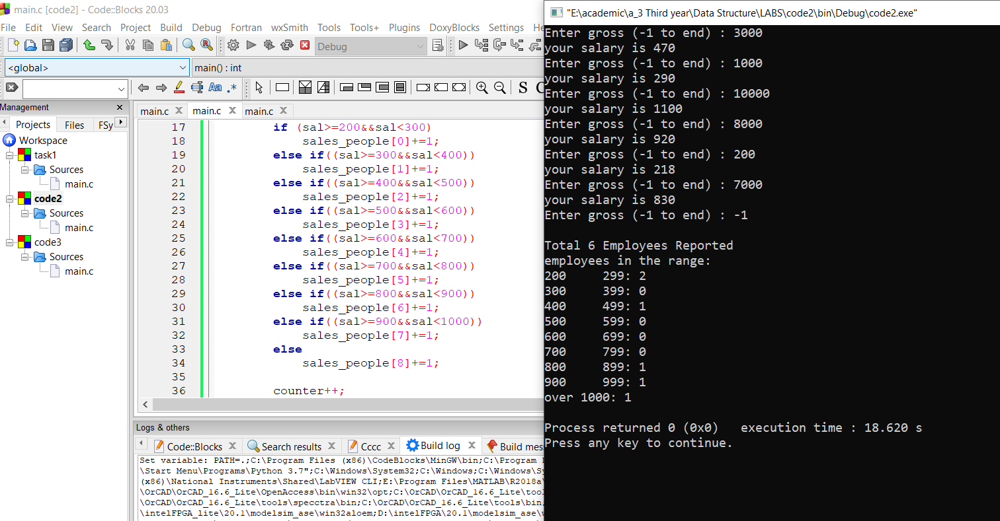 main.c [code2] - Code::Blocks 20.03
File Edit View Search Project Build Debug Fortran wxSmith Tools Tools+ Plugins DoxyBlocks Settings He
Debug
<global>
main() : int
Aa .*
S C
Management
Projects Files FSy
Workspace
task1
Sources
main.c
code2
Sources
main.c
code3
Sources
main.c
main.c main.c main.c
17 if (sal>=200&&sal<300)
18 sales_people[0]+=1;
19 else if((sal>=300&&sal<400))
20 sales_people[1]+=1;
21 else if((sal>=400&&sal<500))
22 sales_people[2]+=1;
23 else if((sal>=500&&sal<600))
24 sales_people[3]+=1;
25 else if((sal>=600&&sal<700))
26 sales_people[4]+=1;
27 else if((sal>=700&&sal<800))
28 sales_people[5]+=1;
29 else if((sal>=800&&sal<900))
30 sales_people[6]+=1;
31 else if((sal>=900&&sal<1000))
32 sales_people[7]+=1;
33 else
34 sales_people[8]+=1;
35
36 counter++;
Logs & others
Code::Blocks Search results Cccc Build log Build mes
Set variable: PATH=.;C:\Program Files (x86)\CodeBlocks\MinGW\bin;C:\Program F
\Start Menu\Programs\Python 3.7";C:\Windows\System32;C:\Windows;C:\Windows\Sy
(x86)\National Instruments\Shared\LabVIEW CLI;E:\Program Files\MATLAB\R2018a\
\OrCAD\OrCAD_16.6_Lite\OpenAccess\bin\win32\opt;C:\OrCAD\OrCAD_16.6_Lite\tool
\OrCAD\OrCAD_16.6_Lite\tools\specctra\bin;C:\OrCAD\OrCAD_16.6_Lite\tools\bin;
\intelFPGA_lite\20.1\modelsim_ase\win32aloem;D:\intelFPGA\20.1\modelsim_ase\w
"E:\academic\a_3 Third year\Data Structure\LABS\code2\bin\Debug\code2.exe"
Enter gross (-1 to end) : 3000
your salary is 470
Enter gross (-1 to end) : 1000
your salary is 290
Enter gross (-1 to end) : 10000
your salary is 1100
Enter gross (-1 to end) : 8000
your salary is 920
Enter gross (-1 to end) : 200
your salary is 218
Enter gross (-1 to end) : 7000
your salary is 830
Enter gross (-1 to end) : -1
Total 6 Employees Reported
employees in the range:
200 299: 2
300 399: 0
400 499: 1
500 599: 0
600 699: 0
700 799: 0
800 899: 1
900 999: 1
over 1000: 1
Process returned 0 (0x0) execution time : 18.620 s
Press any key to continue.